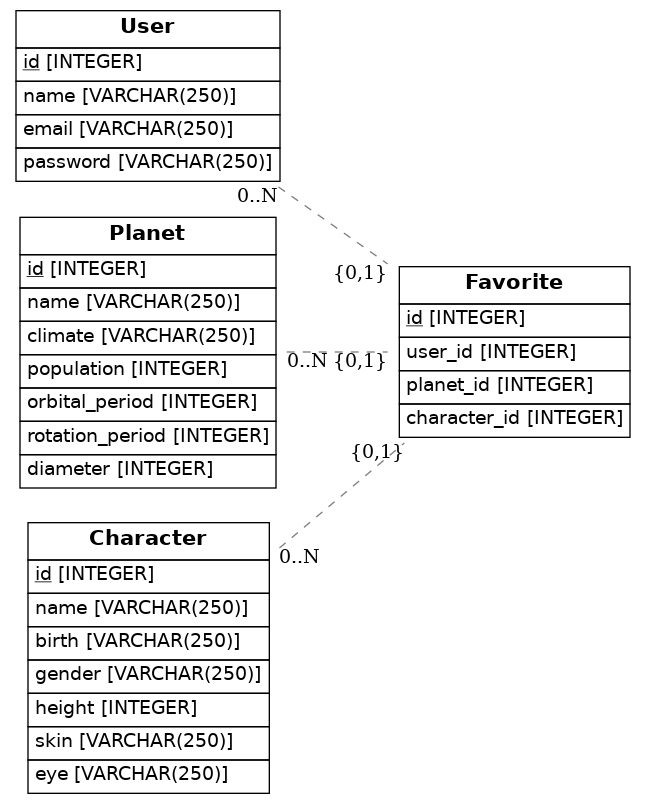 User
id [INTEGER]
name [VARCHAR(250)]
email [VARCHAR(250)]
password [VARCHAR(250)]
0..N
{0,1}
Planet
id [INTEGER]
name [VARCHAR(250)]
climate [VARCHAR(250)]
population [INTEGER]
orbital_period [INTEGER]
rotation_period [INTEGER]
diameter [INTEGER]
0..N {0,1}
Favorite
id [INTEGER]
user_id [INTEGER]
planet_id [INTEGER]
character_id [INTEGER]
{0,1}
0..N
Character
id [INTEGER]
name [VARCHAR(250)]
birth [VARCHAR(250)]
gender [VARCHAR(250)]
height [INTEGER]
skin [VARCHAR(250)]
eye [VARCHAR(250)]